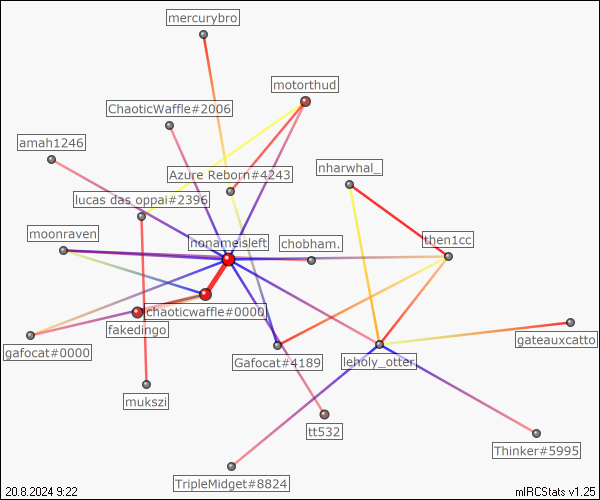 mercurybro
motorthud
ChaoticWaffle#2006
amah1246
nharwhal_
Azure Reborn#4243
lucas das oppai#2396
moonraven
nonameisleft
chobham.
then1cc
chaoticwaffle#0000
fakedingo
gafocat#0000
Gafocat#4189
leholy_otter
gateauxcatto
mukszi
tt532
Thinker#5995
TripleMidget#8824
20.8.2024 9:22
mIRCStats v1.25